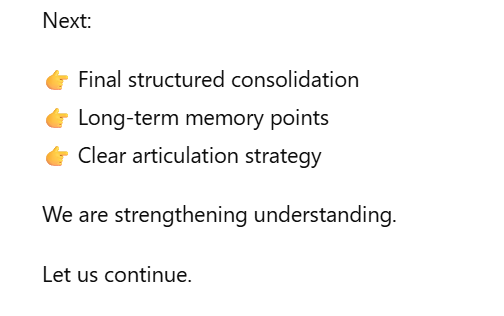 Next:
👉 Final structured consolidation
👉 Long-term memory points
👉 Clear articulation strategy
We are strengthening understanding.
Let us continue.